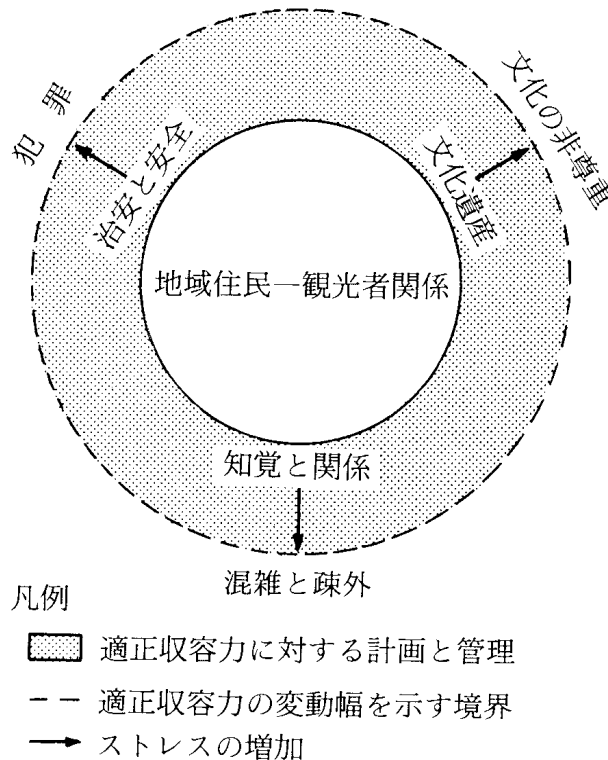 犯罪
文化の非尊重
治安と安全
文化遺産
地域住民―観光者関係
知覚と関係
混雑と疎外
凡例
適正収容力に対する計画と管理
適正収容力の変動幅を示す境界
ストレスの増加